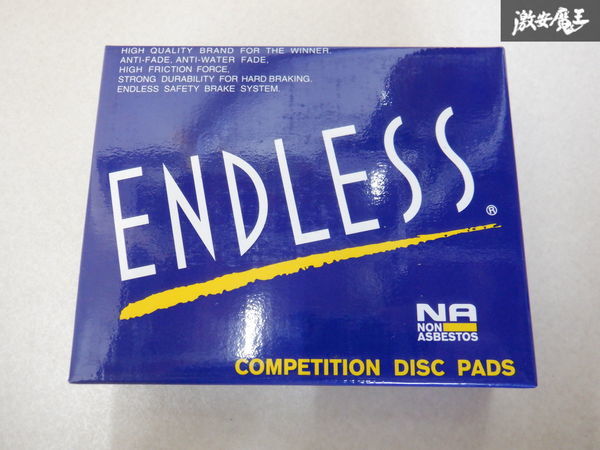 激安魔王
HIGH QUALITY BRAND FOR THE WINNER.
ANTI-FADE, ANTI-WATER FADE,
HIGH FRICTION FORCE,
STRONG DURABILITY FOR HARD BRAKING.
ENDLESS SAFETY BRAKE SYSTEM.
ENDLESS®
NA
NON
ASBESTOS
COMPETITION DISC PADS